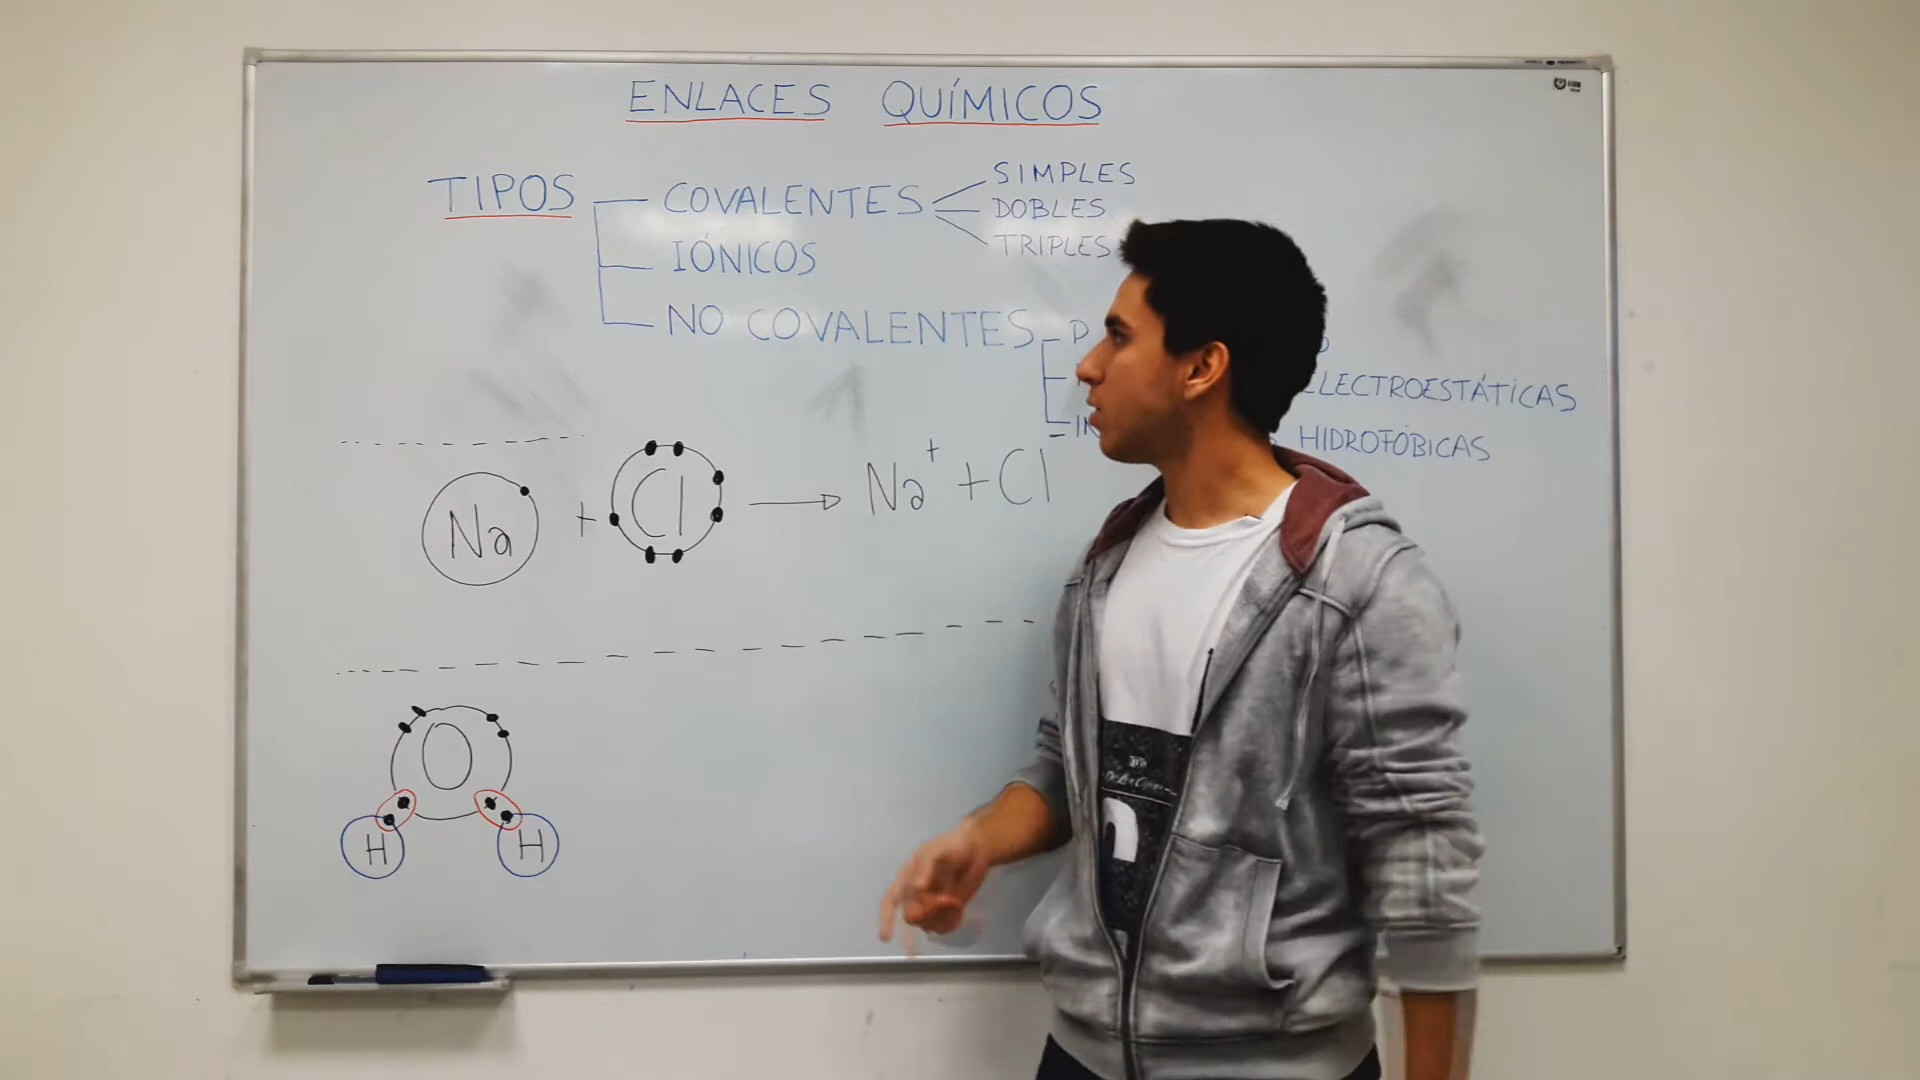 ENLACES QUÍMICOS
TIPOS
COVALENTES
SIMPLES
DOBLES
TRIPLES
IÓNICOS
NO COVALENTES
ELECTROESTÁTICAS
HIDROFÓBICAS
Na + Cl → Na⁺ + Cl
O
H H